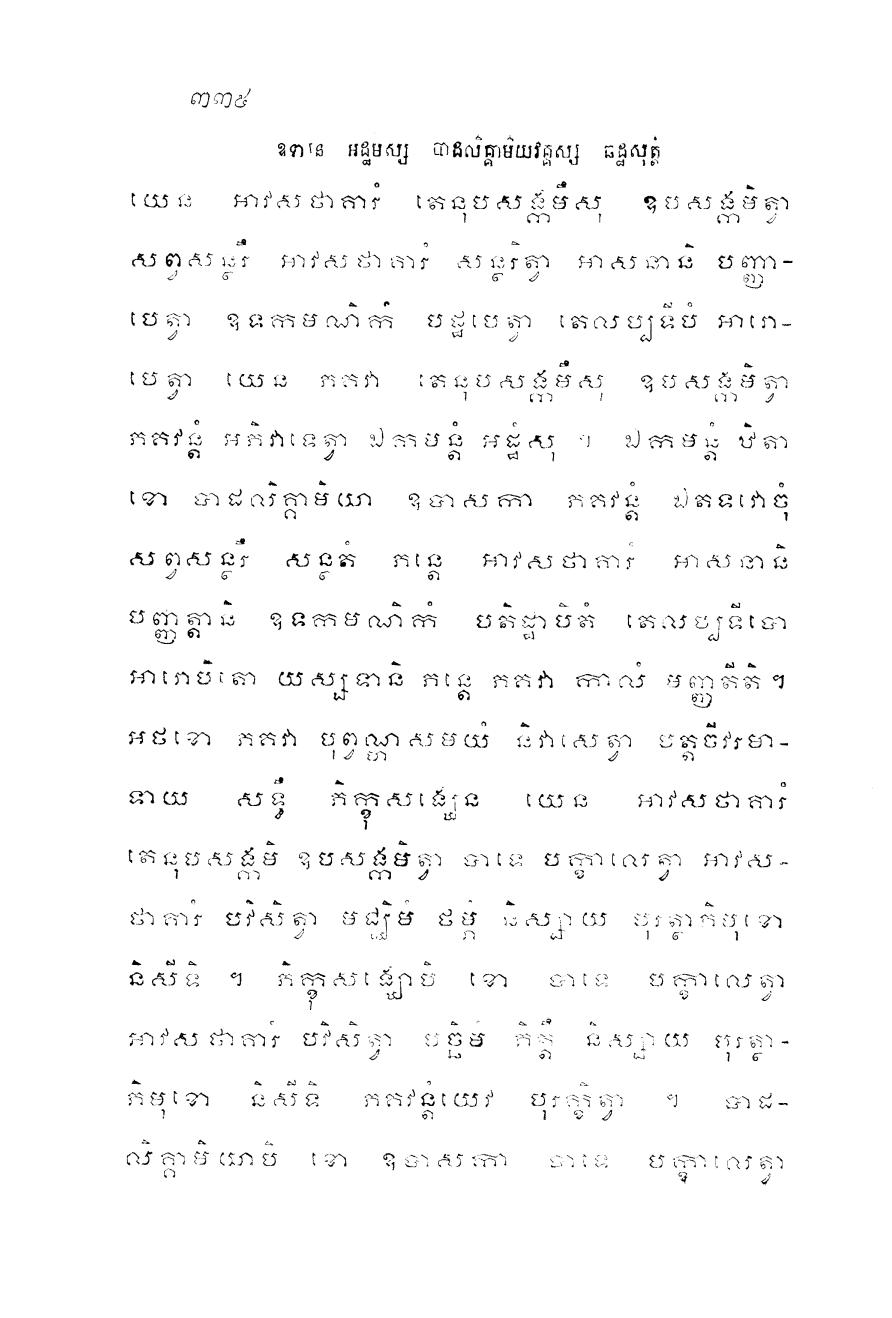 ៣៣៥
ឧទានេ អដ្ឋមស្ស បាដលិគ្គាមិយវគ្គស្ស ឆដ្ឋសុត្តំ
យេន អាវសថាគារំ តេនុបសង្កមឹសុ ឧបសង្កមិត្វា
សព្វសន្ថរឹ អាវសថាគារំ សន្ថរិត្វា អាសនានិ បញ្ញា-
បេត្វា ឧទកមណិកំ បដ្ឋបេត្វា តេលប្បទីបំ អារោ-
បេត្វា យេន ភគវា តេនុបសង្កមឹសុ ឧបសង្កមិត្វា
ភគវន្តំ អភិវាទេត្វា ឯកមន្តំ អដ្ឋំសុ ។ ឯកមន្តំ ឋិតា
ខោ បាដលិគ្គាមិយា ឧបាសកា ភគវន្តំ ឯតទវោចុំ
សព្វសន្ថរឹ សន្ថតំ ភន្តេ អាវសថាគារំ អាសនានិ
បញ្ញត្តានិ ឧទកមណិកំ បតិដ្ឋាបិតំ តេលប្បទីបោ
អារោបិតោ យស្សទានិ ភន្តេ ភគវា កាលំ មញ្ញតីតិ។
អថខោ ភគវា បុព្វណ្ហសមយំ និវាសេត្វា បត្តចីវរមា-
ទាយ សទ្ធឹ ភិក្ខុសង្ឃេន យេន អាវសថាគារំ
តេនុបសង្កមិ ឧបសង្កមិត្វា បាទេ បក្ខាលេត្វា អាវស-
ថាគារំ បវិសិត្វា មជ្ឈិមំ ថម្ភំ និស្សាយ បុរត្ថាភិមុខោ
និសីទិ ។ ភិក្ខុសង្ឃោបិ ខោ បាទេ បក្ខាលេត្វា
អាវសថាគារំ បវិសិត្វា បច្ឆិមំ ភិត្តឹ និស្សាយ បុរត្ថា-
ភិមុខោ និសីទិ ភគវន្តំយេវ បុរក្ខិត្វា ។ បាដ-
លិគ្គាមិយាបិ ខោ ឧបាសកា បាទេ បក្ខាលេត្វា